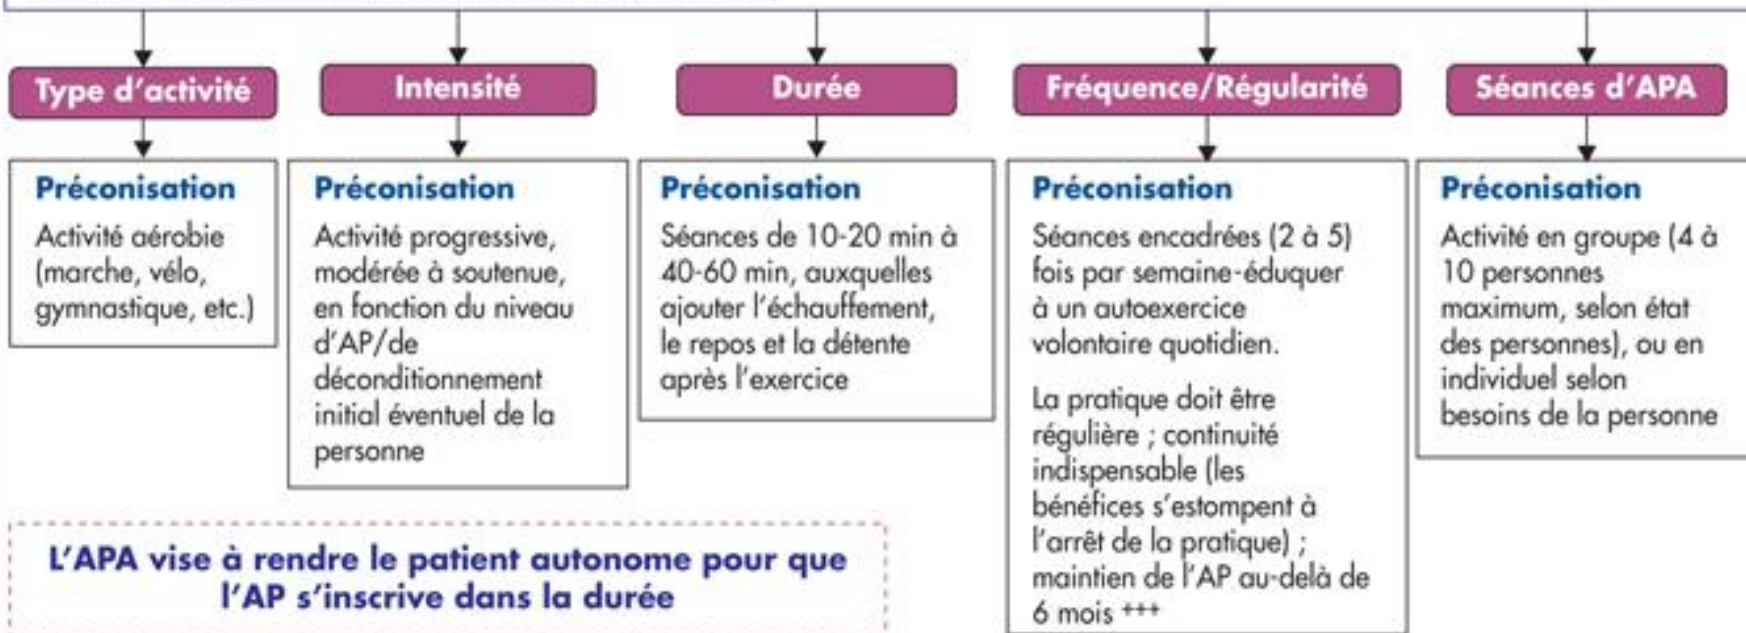 Type d'activité
Intensité
Durée
Fréquence/Régularité
Séances d'APA
Préconisation
Activité aérobie
(marche, vélo,
gymnastique, etc.)
Préconisation
Activité progressive,
modérée à soutenue,
en fonction du niveau
d'AP/de
déconditionnement
initial éventuel de la
personne
Préconisation
Séances de 10-20 min à
40-60 min, auxquelles
ajouter l'échauffement,
le repos et la détente
après l'exercice
Préconisation
Séances encadrées (2 à 5)
fois par semaine-éduquer
à un autoexercice
volontaire quotidien.
La pratique doit être
régulière ; continuité
indispensable (les
bénéfices s'estompent à
l'arrêt de la pratique) ;
maintien de l'AP au-delà de
6 mois +++
Préconisation
Activité en groupe (4 à
10 personnes
maximum, selon état
des personnes), ou en
individuel selon
besoins de la personne
L'APA vise à rendre le patient autonome pour que
l'AP s'inscrive dans la durée